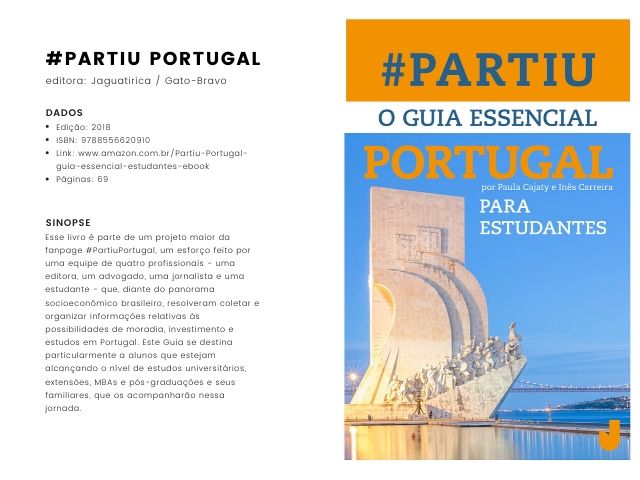 #PARTIU PORTUGAL
editora: Jaguatirica / Gato-Bravo
DADOS
Edição: 2018
ISBN: 9788556620910
Link: www.amazon.com.br/Partiu-Portugal-
guia-essencial-estudantes-ebook
Páginas: 69
SINOPSE
Esse livro é parte de um projeto maior da
fanpage #PartiuPortugal, um esforço feito por
uma equipe de quatro profissionais - uma
editora, um advogado, uma jornalista e uma
estudante - que, diante do panorama
socioeconômico brasileiro, resolveram coletar e
organizar informações relativas às
possibilidades de moradia, investimento e
estudos em Portugal. Este Guia se destina
particularmente a alunos que estejam
alcançando o nível de estudos universitários,
extensões, MBAs e pós-graduações e seus
familiares, que os acompanharão nessa
jornada.
#PARTIU
O GUIA ESSENCIAL
PORTUGAL
por Paula Cajaty e Inês Carreira
PARA
ESTUDANTES